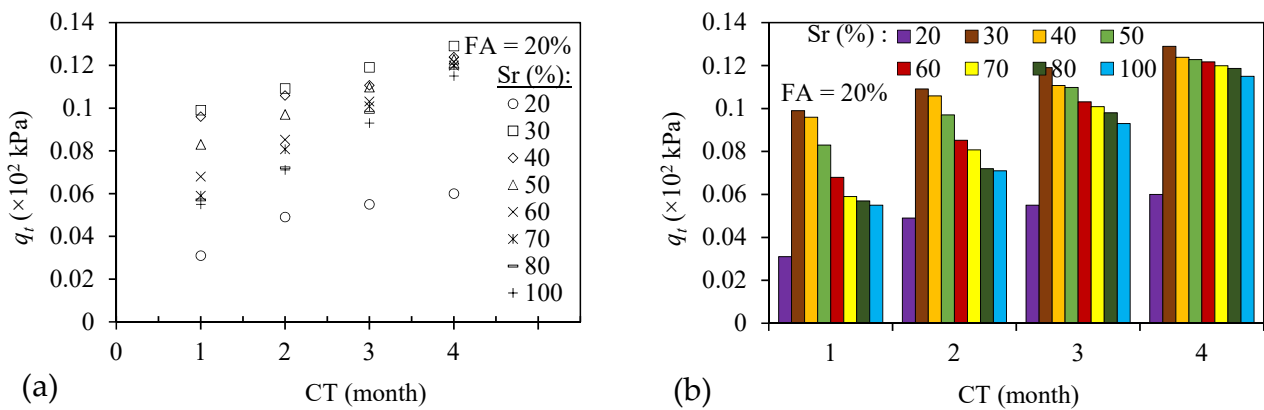 0.14
0.12
0.1
0.08
0.06
0.04
0.02
0
qt (×10² kPa)
0 1 2 3 4
CT (month)
FA = 20%
Sr (%):
20
30
40
50
60
70
80
100
(a)
0.14
0.12
0.1
0.08
0.06
0.04
0.02
0
qt (×10² kPa)
Sr (%) : 20 30 40 50
60 70 80 100
FA = 20%
1 2 3 4
CT (month)
(b)